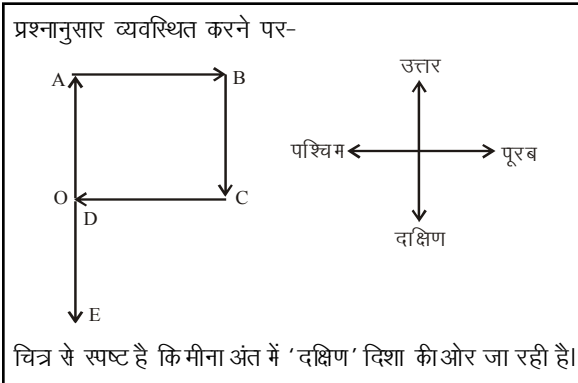 प्रश्नानुसार व्यवस्थित करने पर-
उत्तर
A B
पश्चिम पूरब
O C
D
दक्षिण
E
चित्र से स्पष्ट है कि मीना अंत में ‘दक्षिण’ दिशा की ओर जा रही है।